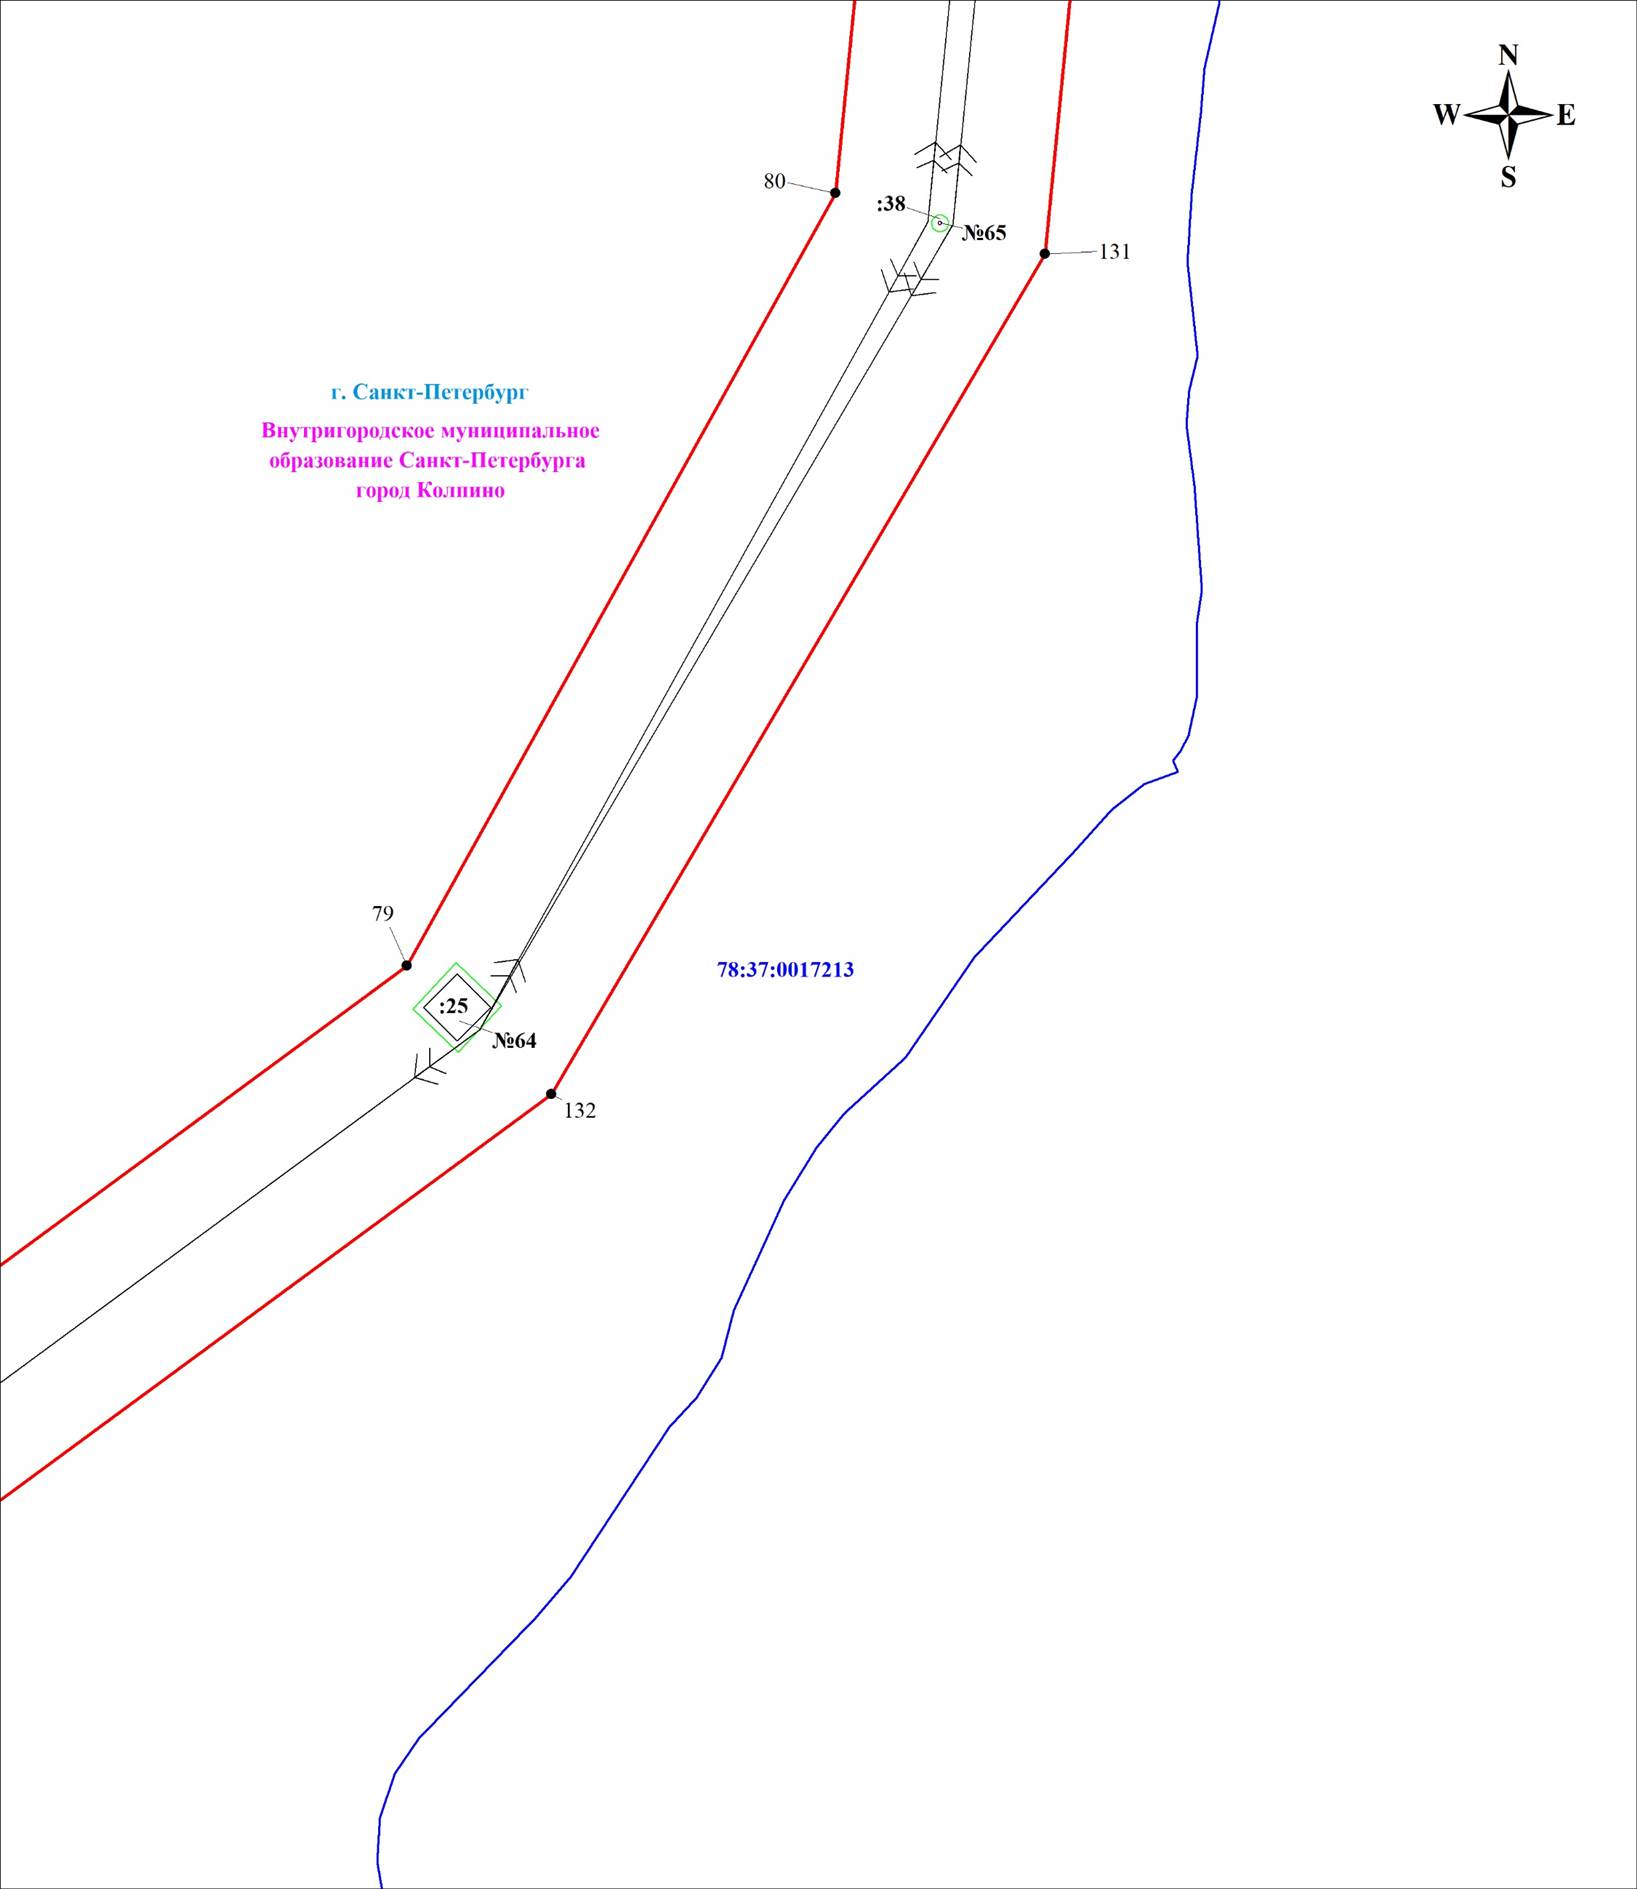 N
W E
S
80
:38
№65
131
г. Санкт-Петербург
Внутригородское муниципальное
образование Санкт-Петербурга
город Колпино
79
78:37:0017213
:25
№64
132